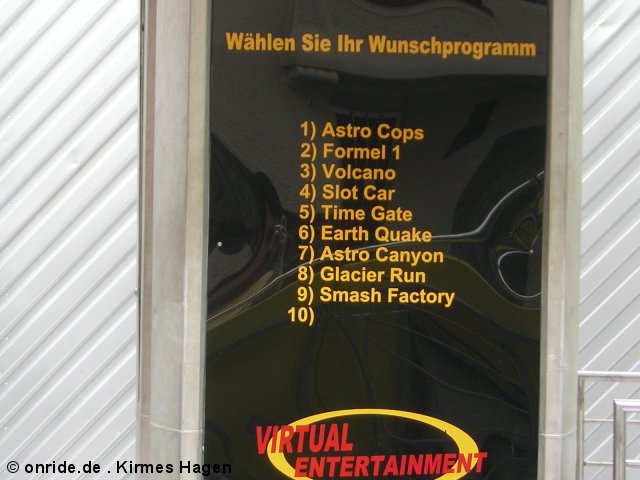 Wählen Sie Ihr Wunschprogramm
1) Astro Cops
2) Formel 1
3) Volcano
4) Slot Car
5) Time Gate
6) Earth Quake
7) Astro Canyon
8) Glacier Run
9) Smash Factory
10)
VIRTUAL
ENTERTAINMENT
© onride.de . Kirmes Hagen